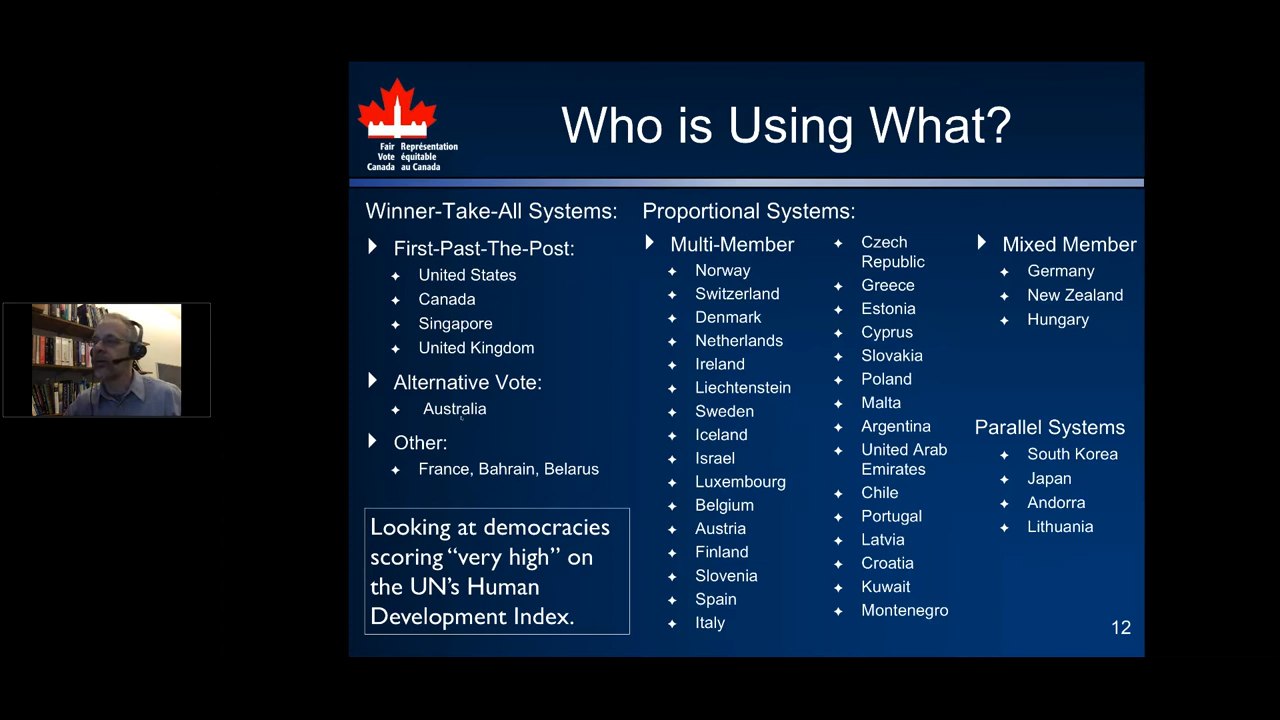 Fair Représentation
Vote équitable
Canada au Canada
Who is Using What?
Winner-Take-All Systems:
First-Past-The-Post:
United States
Canada
Singapore
United Kingdom
Alternative Vote:
Australia
Other:
France, Bahrain, Belarus
Looking at democracies
scoring “very high” on
the UN’s Human
Development Index.
Proportional Systems:
Multi-Member
Norway
Switzerland
Denmark
Netherlands
Ireland
Liechtenstein
Sweden
Iceland
Israel
Luxembourg
Belgium
Austria
Finland
Slovenia
Spain
Italy
Czech
Republic
Greece
Estonia
Cyprus
Slovakia
Poland
Malta
Argentina
United Arab
Emirates
Chile
Portugal
Latvia
Croatia
Kuwait
Montenegro
Mixed Member
Germany
New Zealand
Hungary
Parallel Systems
South Korea
Japan
Andorra
Lithuania
12